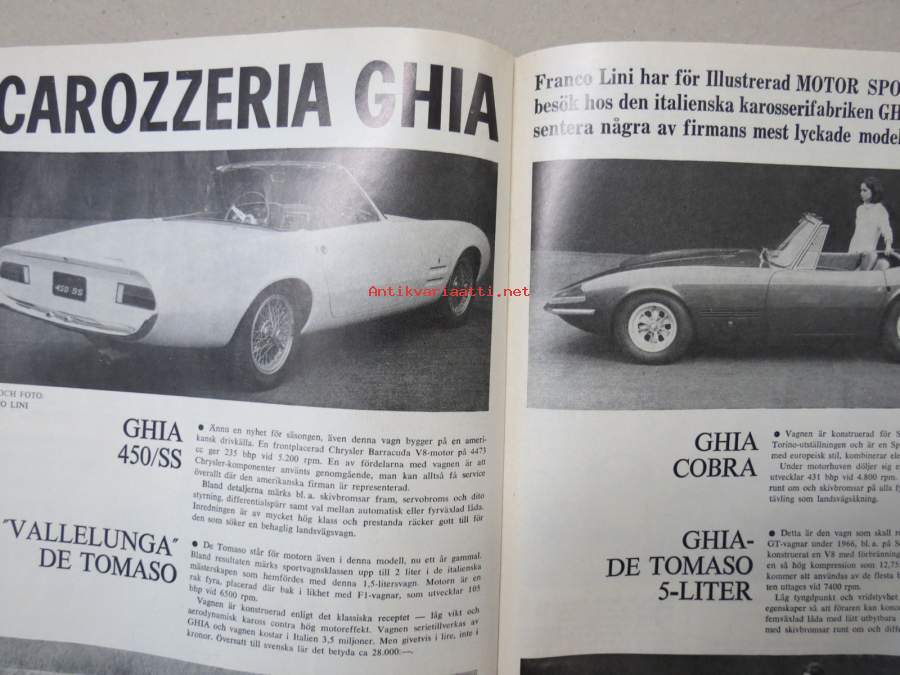 CAROZZERIA GHIA
450 SS
OCH FOTO:
O LINI
GHIA
450/SS
● Ännu en nyhet för säsongen, även denna vagn bygger på en ameri-
kansk drivkälla. En frontplacerad Chrysler Barracuda V8-motor på 4473
cc ger 235 bhp vid 5.200 rpm. En av fördelarna med vagnen är att
Chrysler-komponenter använts genomgående, man kan alltså få service
överallt där den amerikanska firman är representerad.
Bland detaljerna märks bl. a. skivbromsar fram, servobroms och dito
styrning, differentialspärr samt val mellan automatisk eller fyrväxlad låda.
Inredningen är av mycket hög klass och prestanda räcker gott till för
den som söker en behaglig landsvägsvagn.
"VALLELUNGA"
DE TOMASO
● De Tomaso står för motorn även i denna modell, nu ett år gammal.
Bland resultaten märks sportvagnsklassen upp till 2 liter i de italienska
mästerskapen som hemfördes med denna 1,5-litersvagn. Motorn är en
rak fyra, placerad där bak i likhet med F1-vagnar, som utvecklar 105
bhp vid 6500 rpm.
Vagnen är konstruerad enligt det klassiska receptet — låg vikt och
aerodynamisk kaross contra hög motoreffekt. Vagnen serietillverkas av
GHIA och vagnen kostar i Italien 3,5 miljoner. Men givetvis i lire, inte i
kronor. Översatt till svenska lär det betyda ca 28.000:—.
Franco Lini har för Illustrerad MOTOR SPO
besök hos den italienska karosserifabriken GH
sentera några av firmans mest lyckade model
Antikvariaatti.net
GHIA
COBRA
● Vagnen är konstruerad för S
Torino-utställningen och är en Sp
med europeisk stil, kombinerar ele
Under motorhuven döljer sig e
utvecklar 431 bhp vid 4.800 rpm.
runt om och skivbromsar på alla fy
tävling som landsvägsåkning.
GHIA-
DE TOMASO
5-LITER
● Detta är den vagn som skall r
GT-vagnar under 1966, bl. a. på Se
konstruerat en V8 med förbränning
en så hög kompression som 12,75
kommer att användas av de flesta b
ten uttages vid 7400 rpm.
Låg tyngdpunkt och vridstyvhet
egenskaper så att föraren kan konc
femväxlad låda med lätt utbytbara
med skivbromsar runt om och diffe